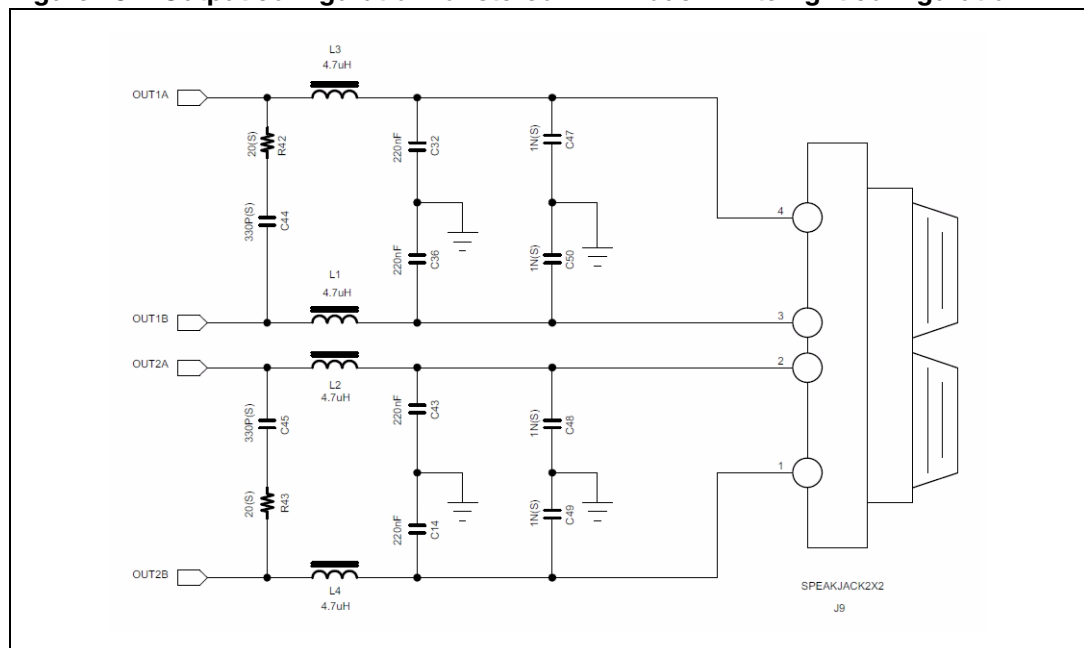 L3
4.7uH
OUT1A
20(S)
R42
220nF
C32
1N(S)
C47
330P(S)
C44
4
220nF
C36
1N(S)
C50
L1
4.7uH
OUT1B
3
OUT2A
2
L2
4.7uH
330P(S)
C45
220nF
C43
1N(S)
C48
1
20(S)
R43
220nF
C14
1N(S)
C49
OUT2B
L4
4.7uH
SPEAKJACK2X2
J9